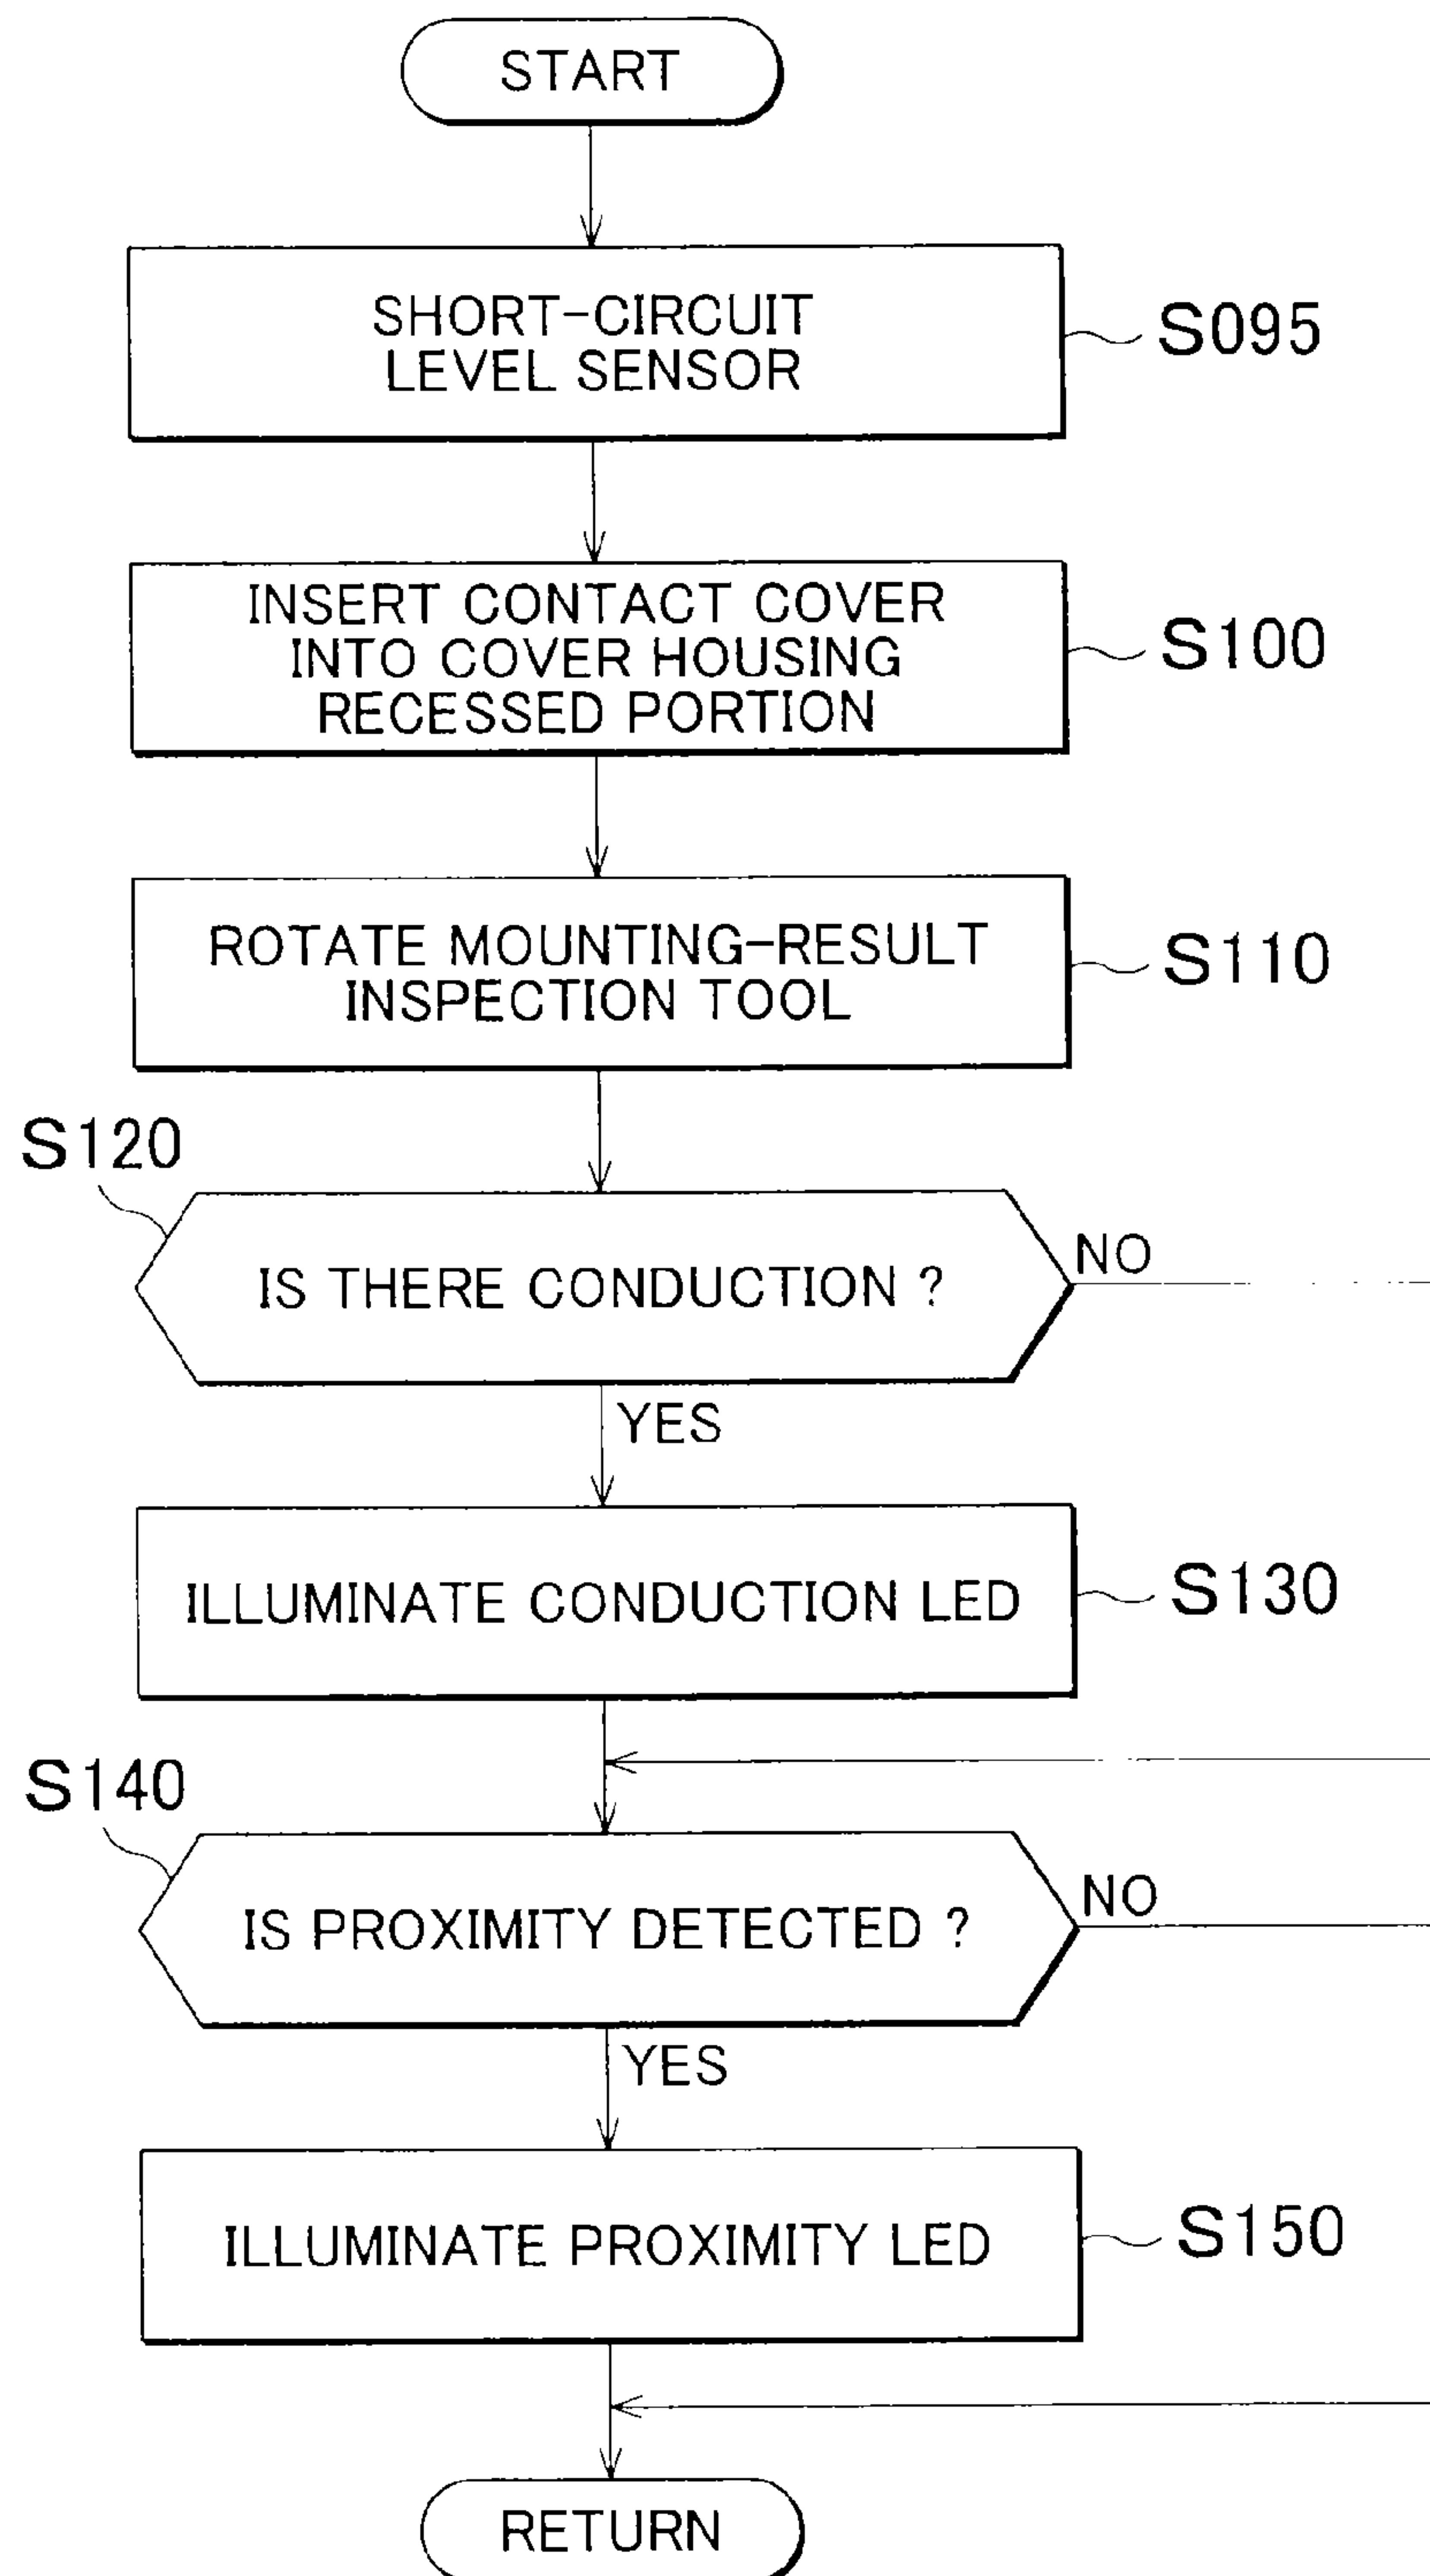 START
SHORT-CIRCUIT
LEVEL SENSOR
S095
INSERT CONTACT COVER
INTO COVER HOUSING
RECESSED PORTION
S100
ROTATE MOUNTING-RESULT
INSPECTION TOOL
S110
S120
IS THERE CONDUCTION ?
NO
YES
ILLUMINATE CONDUCTION LED
S130
S140
IS PROXIMITY DETECTED ?
NO
YES
ILLUMINATE PROXIMITY LED
S150
RETURN